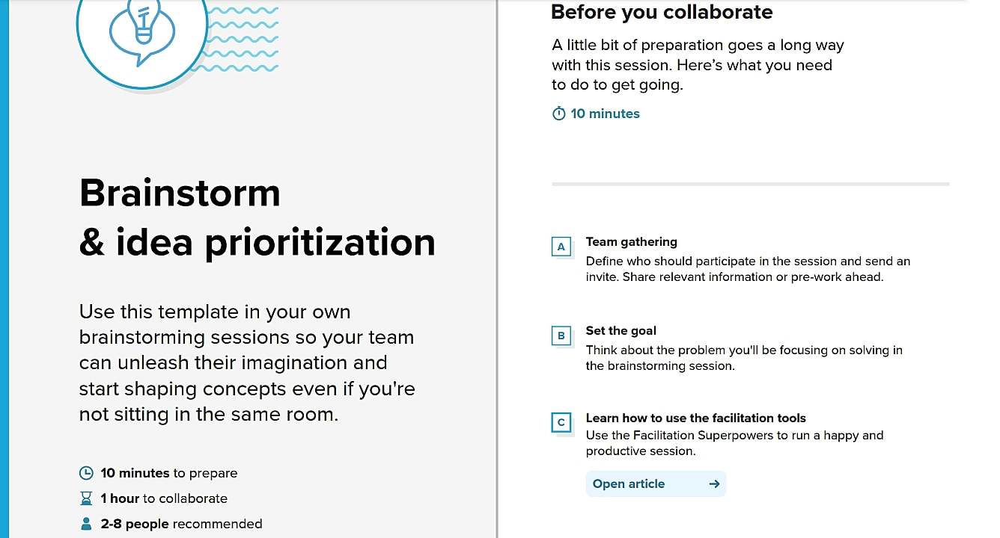 Brainstorm
& idea prioritization
Use this template in your own
brainstorming sessions so your team
can unleash their imagination and
start shaping concepts even if you're
not sitting in the same room.
10 minutes to prepare
1 hour to collaborate
2-8 people recommended
Before you collaborate
A little bit of preparation goes a long way
with this session. Here’s what you need
to do to get going.
10 minutes
A
Team gathering
Define who should participate in the session and send an
invite. Share relevant information or pre-work ahead.
B
Set the goal
Think about the problem you'll be focusing on solving in
the brainstorming session.
C
Learn how to use the facilitation tools
Use the Facilitation Superpowers to run a happy and
productive session.
Open article